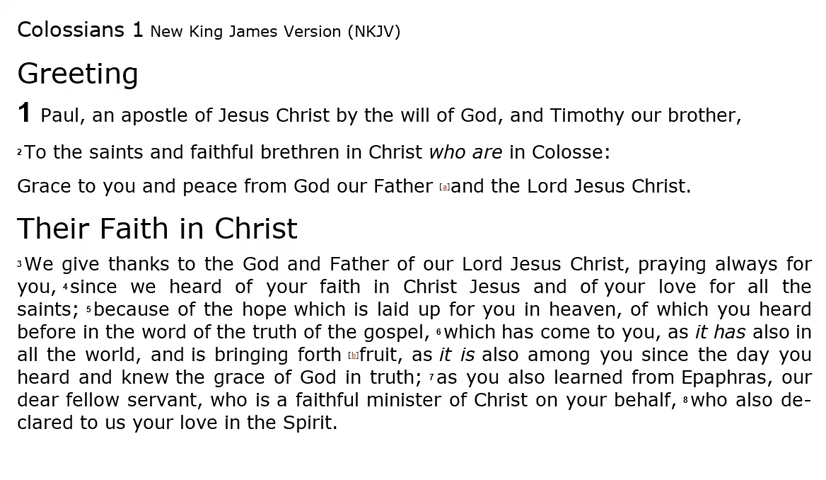 Colossians 1 New King James Version (NKJV)
Greeting
1 Paul, an apostle of Jesus Christ by the will of God, and Timothy our brother,
2 To the saints and faithful brethren in Christ who are in Colosse:
Grace to you and peace from God our Father [a]and the Lord Jesus Christ.
Their Faith in Christ
3 We give thanks to the God and Father of our Lord Jesus Christ, praying always for
you, 4 since we heard of your faith in Christ Jesus and of your love for all the
saints; 5 because of the hope which is laid up for you in heaven, of which you heard
before in the word of the truth of the gospel, 6 which has come to you, as it has also in
all the world, and is bringing forth [b]fruit, as it is also among you since the day you
heard and knew the grace of God in truth; 7 as you also learned from Epaphras, our
dear fellow servant, who is a faithful minister of Christ on your behalf, 8 who also de-
clared to us your love in the Spirit.